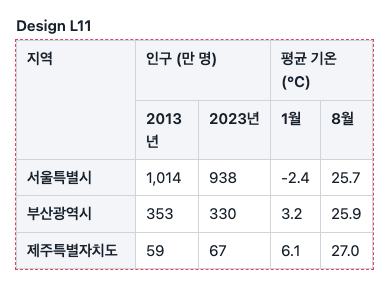 Design L11
지역 인구 (만 명) 평균 기온
(°C)
2013
년 2023년 1월 8월
서울특별시 1,014 938 -2.4 25.7
부산광역시 353 330 3.2 25.9
제주특별자치도 59 67 6.1 27.0